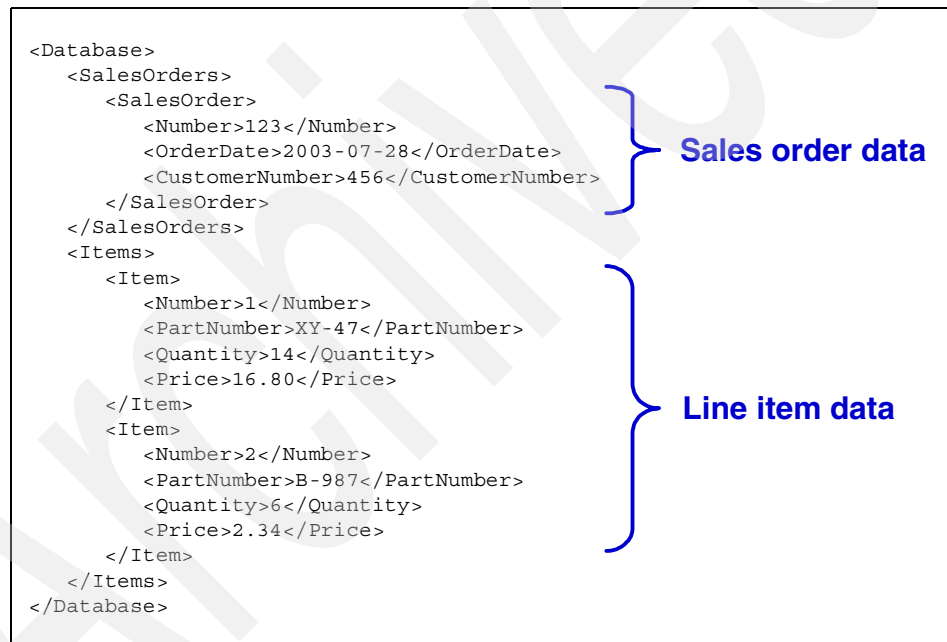 <Database>
<SalesOrders>
<SalesOrder>
<Number>123</Number>
<OrderDate>2003-07-28</OrderDate>
<CustomerNumber>456</CustomerNumber>
</SalesOrder>
</SalesOrders>
Sales order data
<Items>
<Item>
<Number>1</Number>
<PartNumber>XY-47</PartNumber>
<Quantity>14</Quantity>
<Price>16.80</Price>
</Item>
<Item>
<Number>2</Number>
<PartNumber>B-987</PartNumber>
<Quantity>6</Quantity>
<Price>2.34</Price>
</Item>
</Items>
Line item data
</Database>
Archived